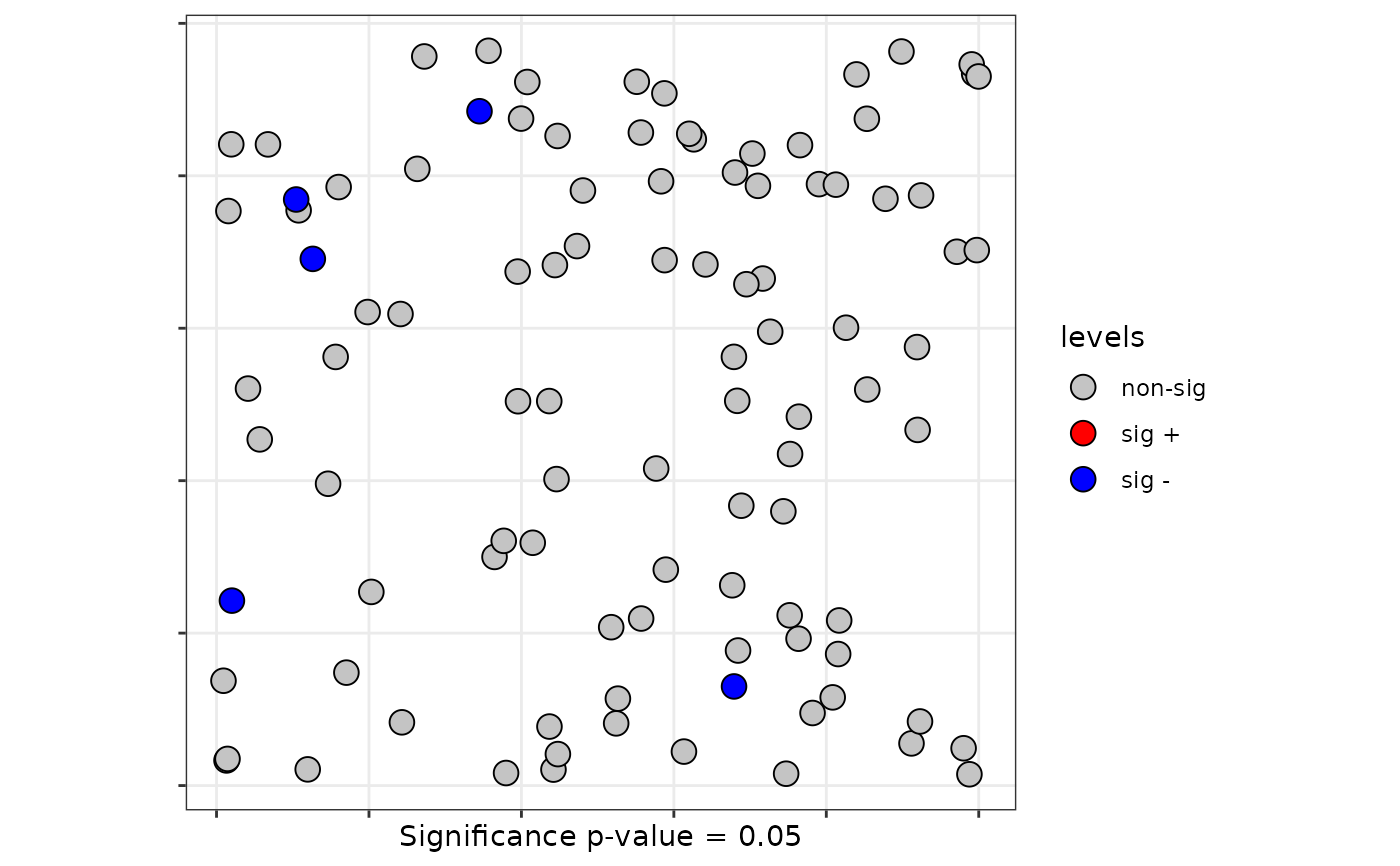 levels
non-sig
sig +
sig -
Significance p-value = 0.05